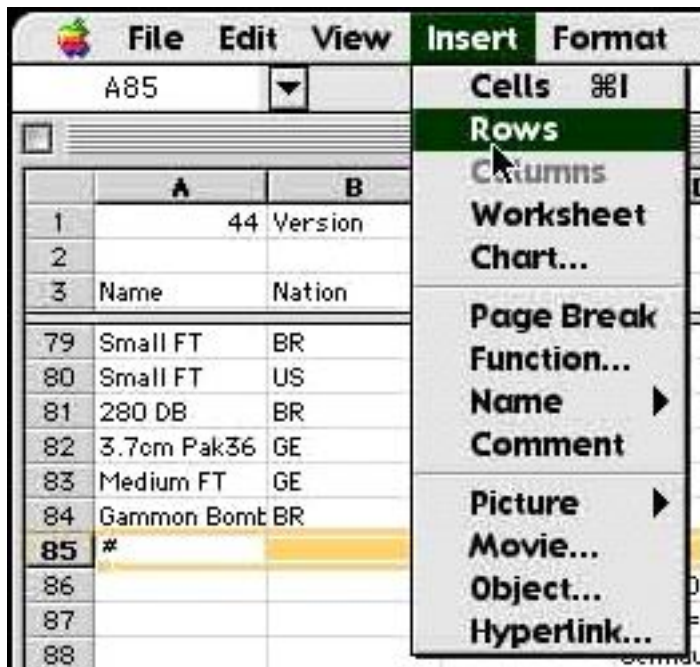 File Edit View Insert Format
A85
Cells ⌘I
Rows
Columns
Worksheet
Chart...
Page Break
Function...
Name
Comment
Picture
Movie...
Object...
Hyperlink...
A B
1 44 Version
2
3 Name Nation
79 Small FT BR
80 Small FT US
81 280 DB BR
82 3.7cm Pak36 GE
83 Medium FT GE
84 Gammon Bomb BR
85 #
86
87
88